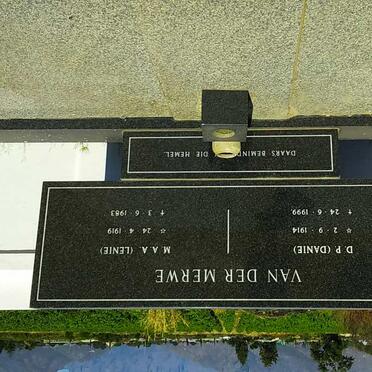 VAN DER MERWE
D.P. (DANIE)
☆ 2 · 9 · 1914
† 24 · 6 · 1999
M.A.A. (LENIE)
☆ 24 · 4 · 1919
† 3 · 6 · 1983
DAARS DIE HEMEL